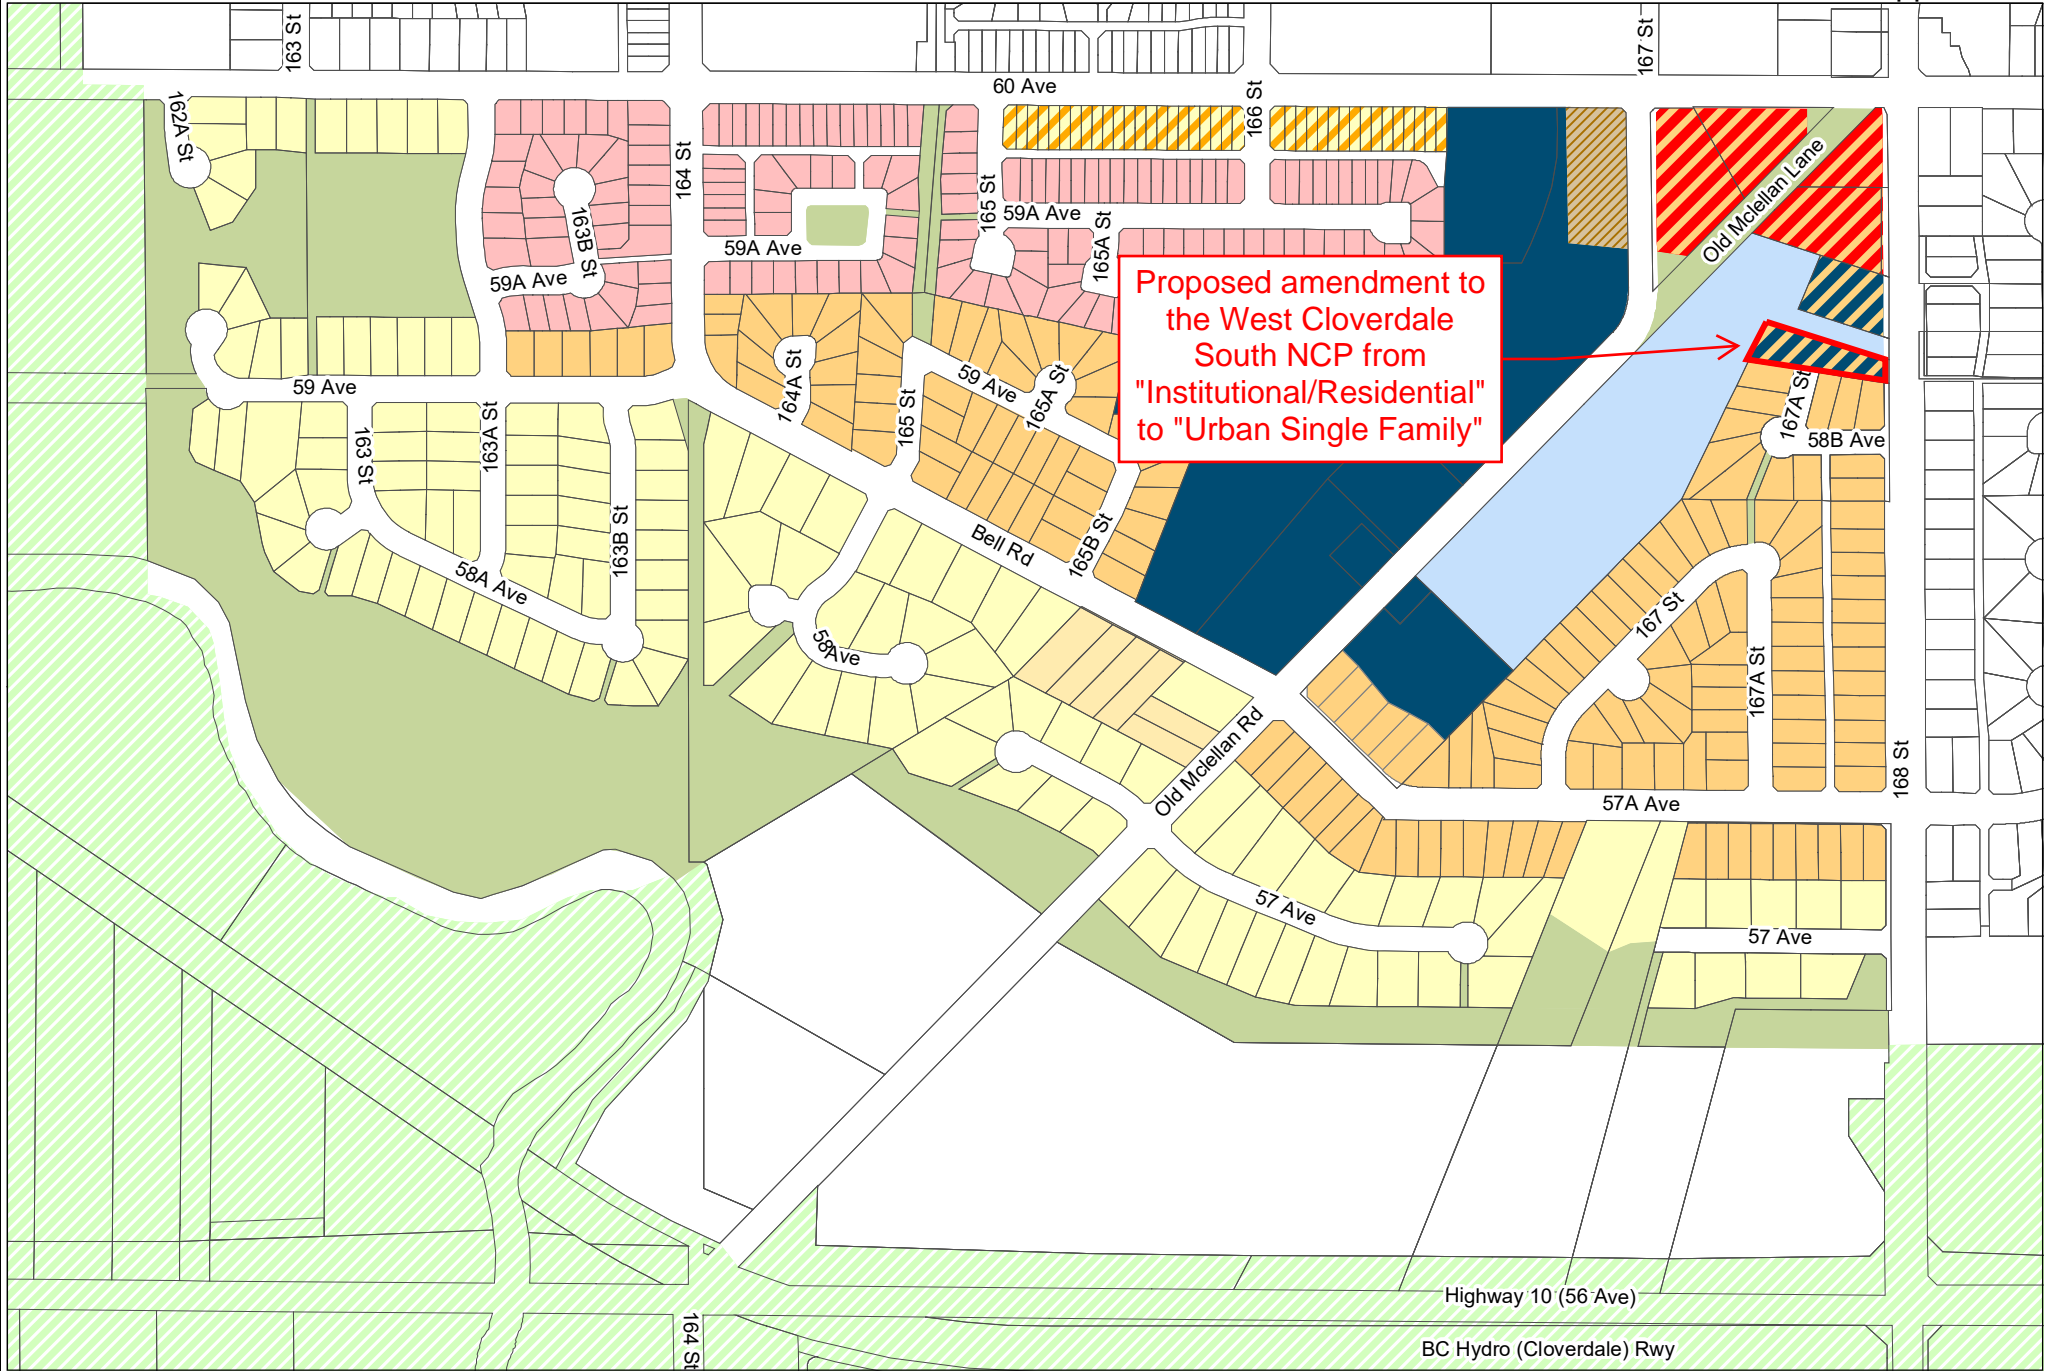 163 St
167 St
60 Ave
162A St
166 St
164 St
Old Mclellan Lane
165 St
59A Ave
163B St
59A Ave
165A St
59A Ave
Proposed amendment to
the West Cloverdale
South NCP from
"Institutional/Residential"
to "Urban Single Family"
164A St
59 Ave
165A St
59 Ave
165 St
167A St
58B Ave
163 St
163A St
163B St
Bell Rd
165B St
58A Ave
167 St
58 Ave
167A St
Old Mclellan Rd
168 St
57A Ave
57 Ave
57 Ave
Highway 10 (56 Ave)
164 St
BC Hydro (Cloverdale) Rwy